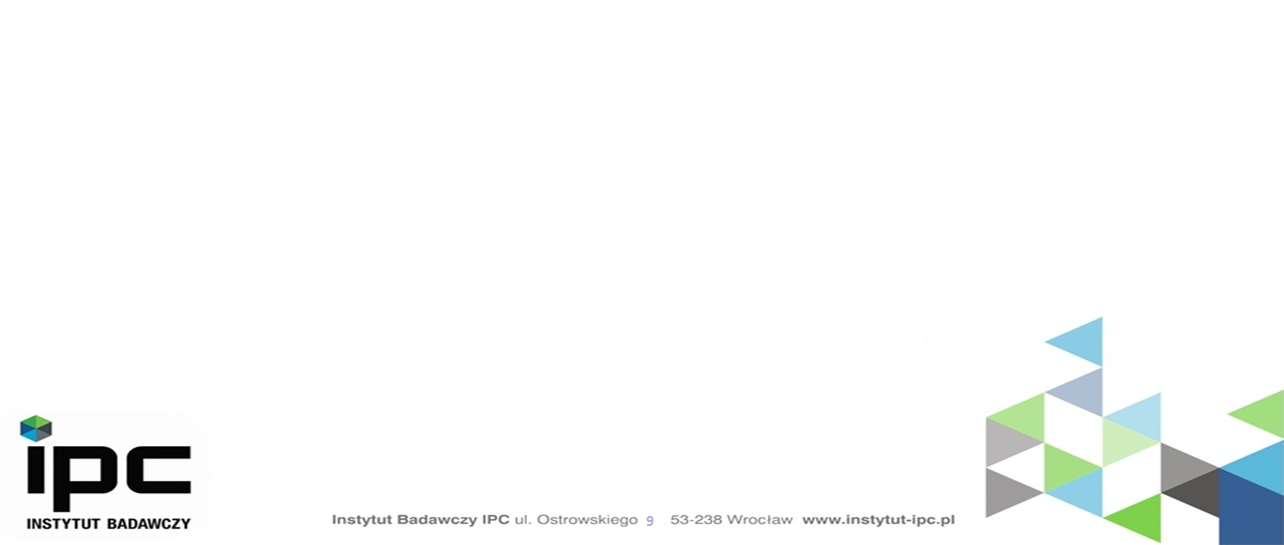 ipc
INSTYTUT BADAWCZY
Instytut Badawczy IPC ul. Ostrowskiego 9 53-238 Wrocław www.instytut-ipc.pl